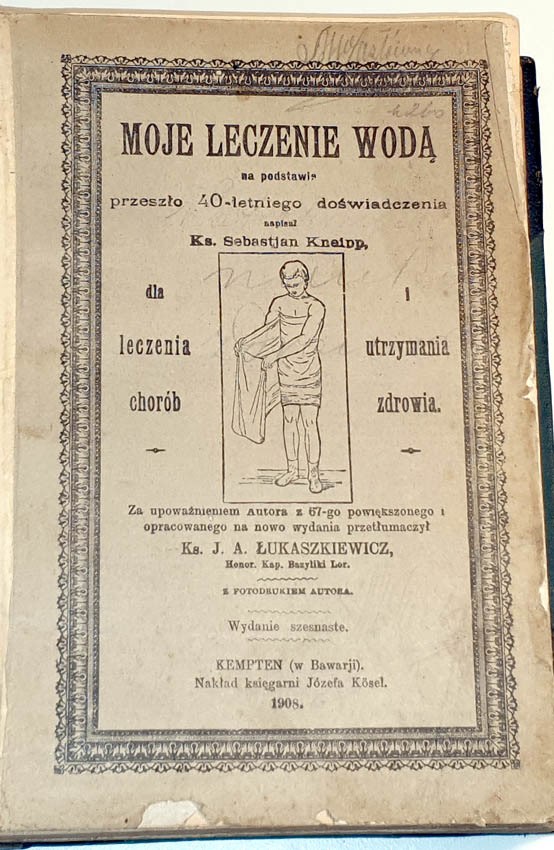 MOJE LECZENIE WODĄ
na podstawie
przeszło 40-letniego doświadczenia
napisał
Ks. Sebastjan Kneipp,
dla
leczenia
chorób
i
utrzymania
zdrowia.
Za upoważnieniem Autora z 67-go powiększonego i
opracowanego na nowo wydania przetłumaczył
Ks. J. A. ŁUKASZKIEWICZ,
Honor. Kap. Bazyliki Lor.
Z FOTODRUKIEM AUTORA.
Wydanie szesnaste.
KEMPTEN (w Bawarji).
Nakład księgarni Józefa Kösel.
1908.